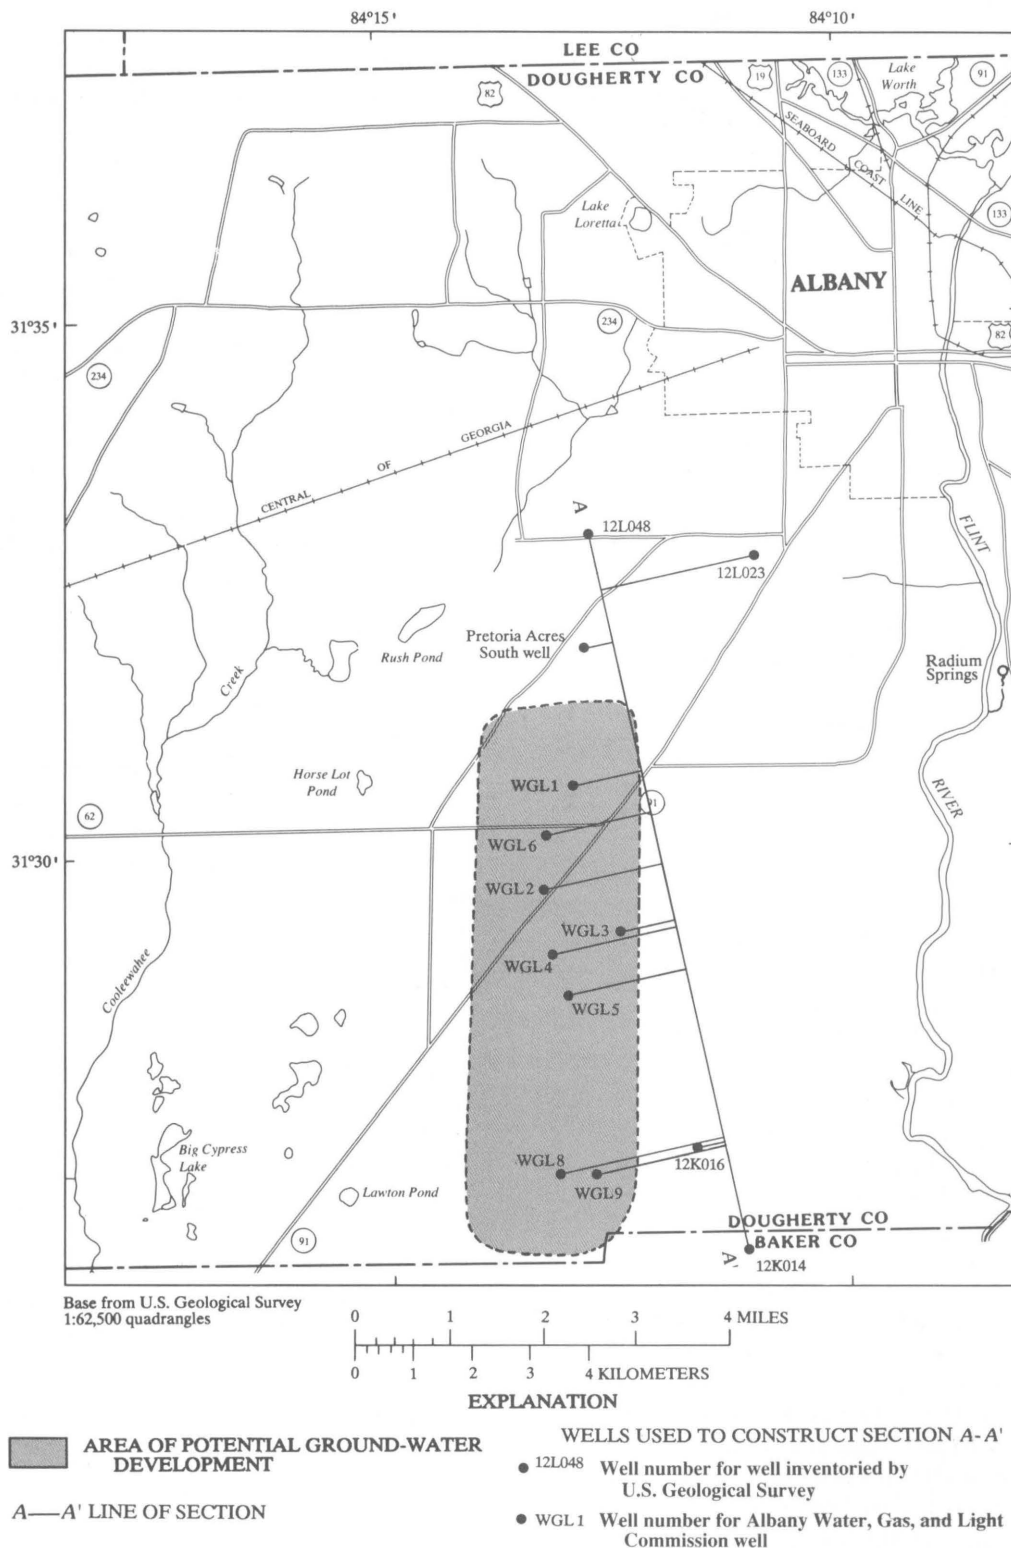 84°15'
84°10'
LEE CO
DOUGHERTY CO
82
19
133
Lake
Worth
91
SEABOARD
COAST
LINE
133
Lake
Loretta
ALBANY
31°35'
234
82
234
CENTRAL OF GEORGIA
A
12L048
12L023
FLINT
Pretoria Acres
South well
Rush Pond
Creek
Radium
Springs
Horse Lot
Pond
WGL1
91
RIVER
62
WGL6
31°30'
WGL2
WGL3
WGL4
WGL5
Cooleewahee
Big Cypress
Lake
WGL8
12K016
WGL9
Lawton Pond
DOUGHERTY CO
BAKER CO
91
A'
12K014
Base from U.S. Geological Survey
1:62,500 quadrangles
0 1 2 3 4 MILES
0 1 2 3 4 KILOMETERS
EXPLANATION
AREA OF POTENTIAL GROUND-WATER
DEVELOPMENT
A—A' LINE OF SECTION
WELLS USED TO CONSTRUCT SECTION A-A'
12L048 Well number for well inventoried by
U.S. Geological Survey
WGL1 Well number for Albany Water, Gas, and Light
Commission well